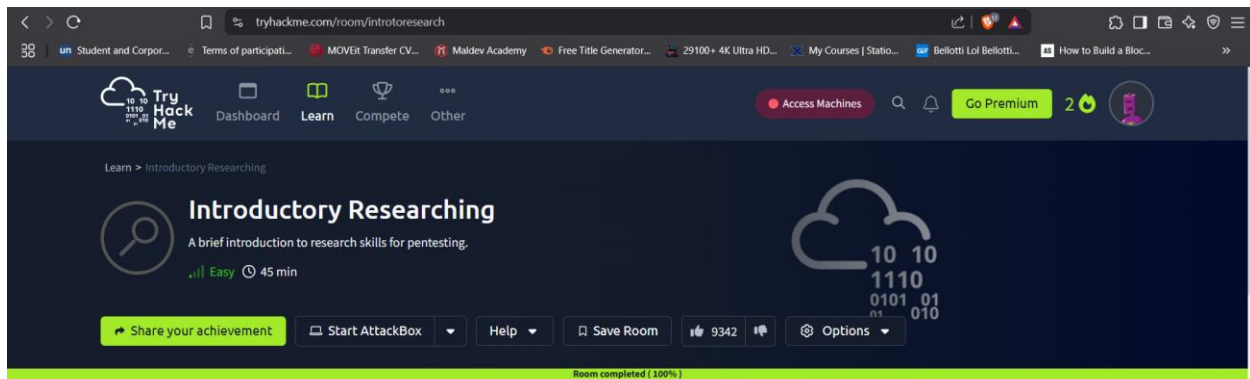 tryhackme.com/room/introtoresearch
un Student and Corpor... Terms of participati... MOVEit Transfer CV... Maldev Academy Free Title Generator... 29100+ 4K Ultra HD... My Courses | Statio... Bellotti Lol Bellotti... AS How to Build a Bloc... »
Try Hack Me
Dashboard Learn Compete Other Access Machines Go Premium 2
Learn > Introductory Researching
Introductory Researching
A brief introduction to research skills for pentesting.
Easy 45 min
10 10
1110
0101 01
01 010
Share your achievement Start AttackBox Help Save Room 9342 Options
Room completed ( 100% )